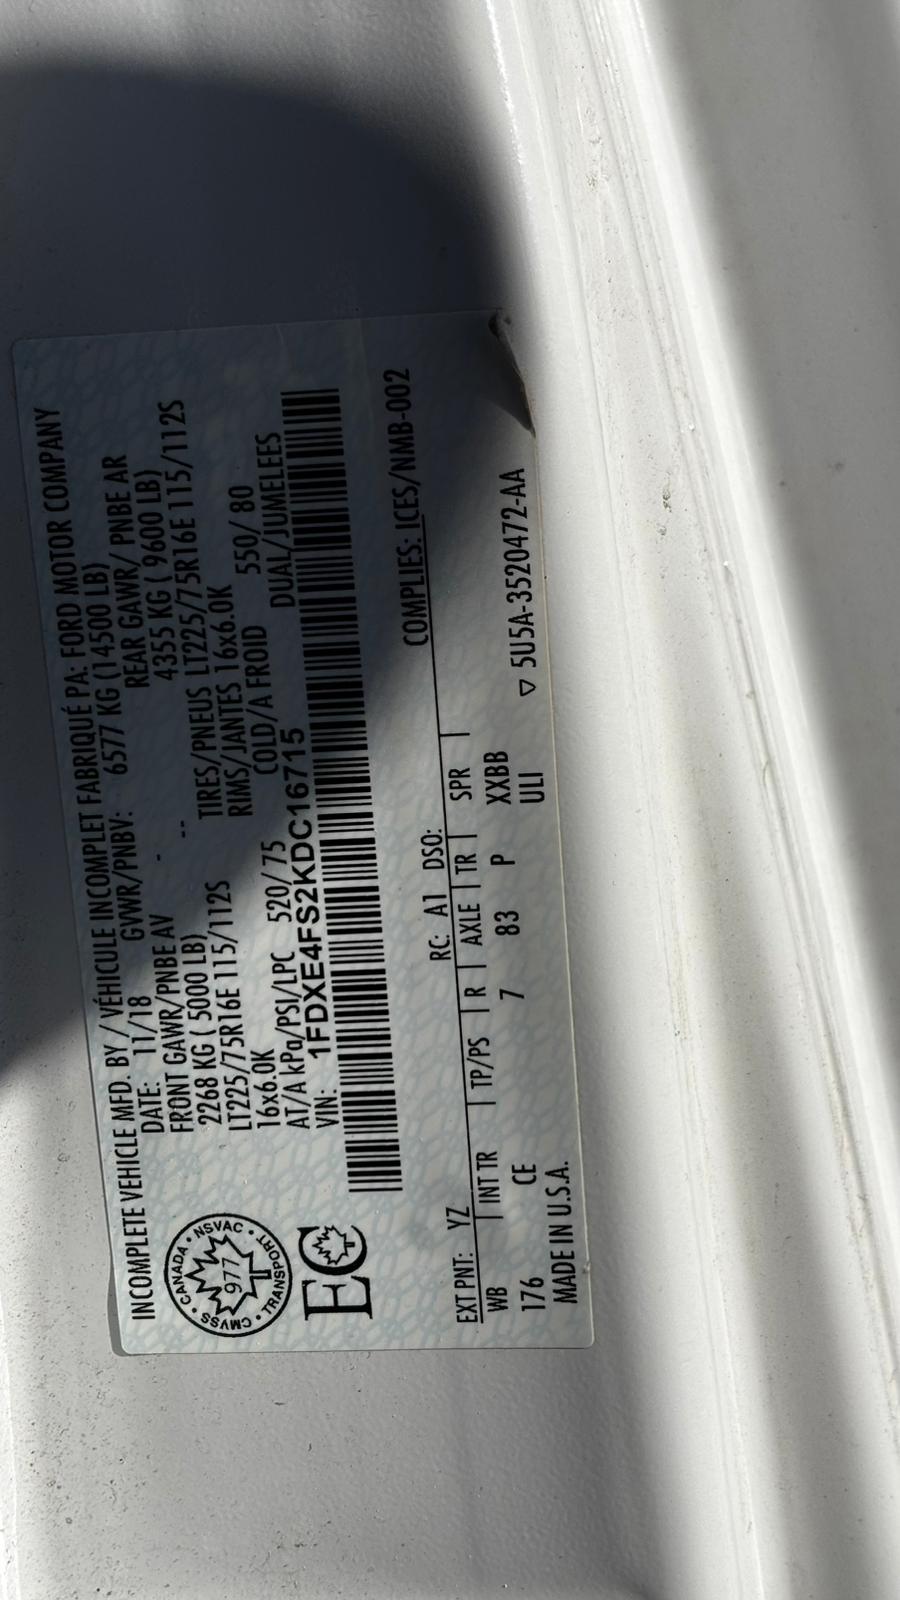 INCOMPLETE VEHICLE MFD. BY / VÉHICULE INCOMPLET FABRIQUÉ PA: FORD MOTOR COMPANY
DATE: 11/18 GVWR/PNBV: 6577 KG (14500 LB)
FRONT GAWR/PNBE AV - REAR GAWR/ PNBE AR
2268 KG ( 5000 LB) -- 4355 KG ( 9600 LB)
LT225/75R16E 115/112S TIRES/PNEUS LT225/75R16E 115/112S
16x6.0K RIMS/JANTES 16x6.0K
AT/A kPa/PSI/LPC 520/ 75 COLD/A FROID 550/ 80
VIN: 1FDXE4FS2KDC16715 DUAL/JUMELEES
CANADA • NSVAC • TRANSPORT • CMVSS •
977
EC
COMPLIES: ICES/NMB-002
EXT PNT: YZ RC: A1 DSO:
WB | INT TR | TP/PS | R | AXLE | TR | SPR |
176 CE 7 83 P XXBB
ULI
MADE IN U.S.A.
▽ 5U5A-3520472-AA